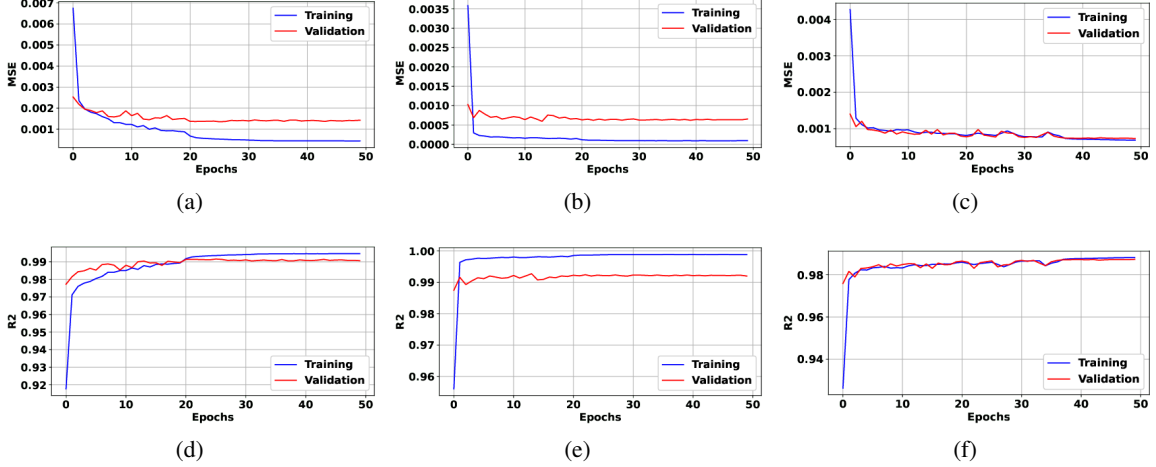 0.007
0.006
0.005
0.004
0.003
0.002
0.001
MSE
Training
Validation
0 10 20 30 40 50
Epochs
(a)
0.0035
0.0030
0.0025
0.0020
0.0015
0.0010
0.0005
0.0000
MSE
Training
Validation
0 10 20 30 40 50
Epochs
(b)
0.004
0.003
0.002
0.001
MSE
Training
Validation
0 10 20 30 40 50
Epochs
(c)
0.99
0.98
0.97
0.96
0.95
0.94
0.93
0.92
R2
Training
Validation
0 10 20 30 40 50
Epochs
(d)
1.00
0.99
0.98
0.97
0.96
R2
Training
Validation
0 10 20 30 40 50
Epochs
(e)
0.98
0.96
0.94
R2
Training
Validation
0 10 20 30 40 50
Epochs
(f)